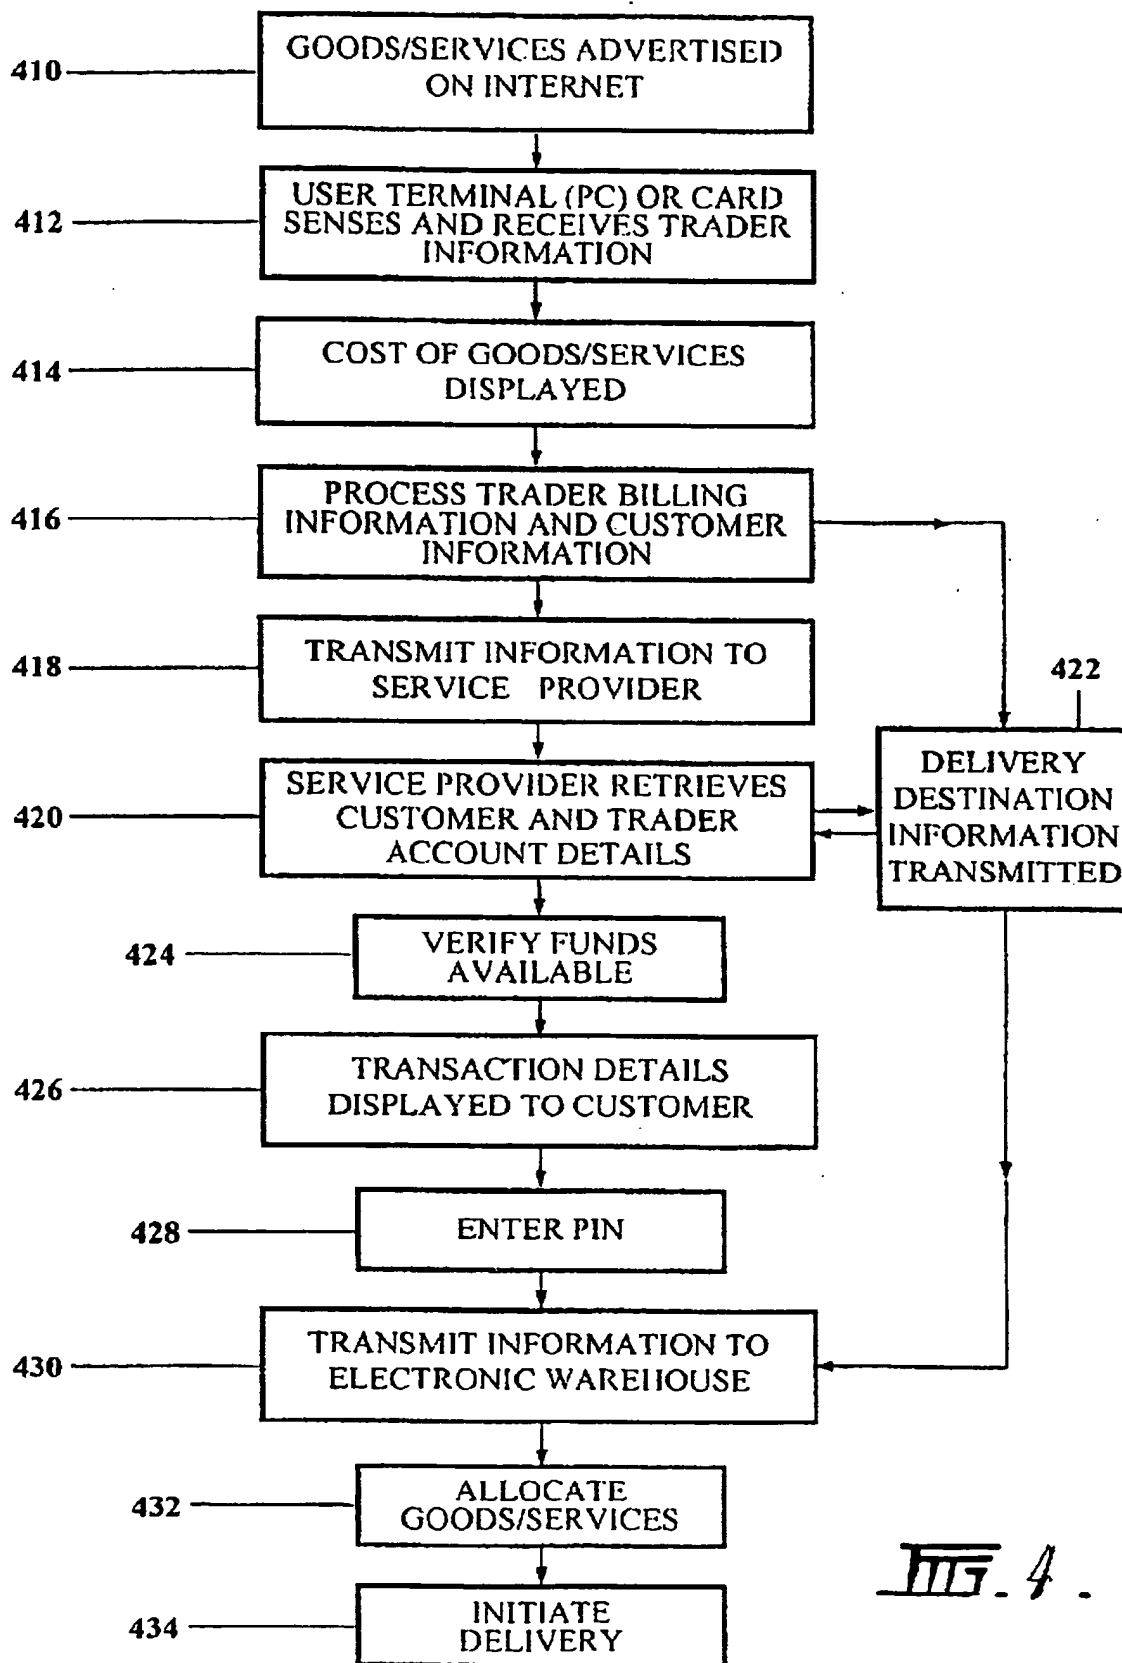 410
GOODS/SERVICES ADVERTISED
ON INTERNET
412
USER TERMINAL (PC) OR CARD
SENSES AND RECEIVES TRADER
INFORMATION
414
COST OF GOODS/SERVICES
DISPLAYED
416
PROCESS TRADER BILLING
INFORMATION AND CUSTOMER
INFORMATION
418
TRANSMIT INFORMATION TO
SERVICE PROVIDER
420
SERVICE PROVIDER RETRIEVES
CUSTOMER AND TRADER
ACCOUNT DETAILS
422
DELIVERY
DESTINATION
INFORMATION
TRANSMITTED
424
VERIFY FUNDS
AVAILABLE
426
TRANSACTION DETAILS
DISPLAYED TO CUSTOMER
428
ENTER PIN
430
TRANSMIT INFORMATION TO
ELECTRONIC WAREHOUSE
432
ALLOCATE
GOODS/SERVICES
434
INITIATE
DELIVERY
FIG. 4.